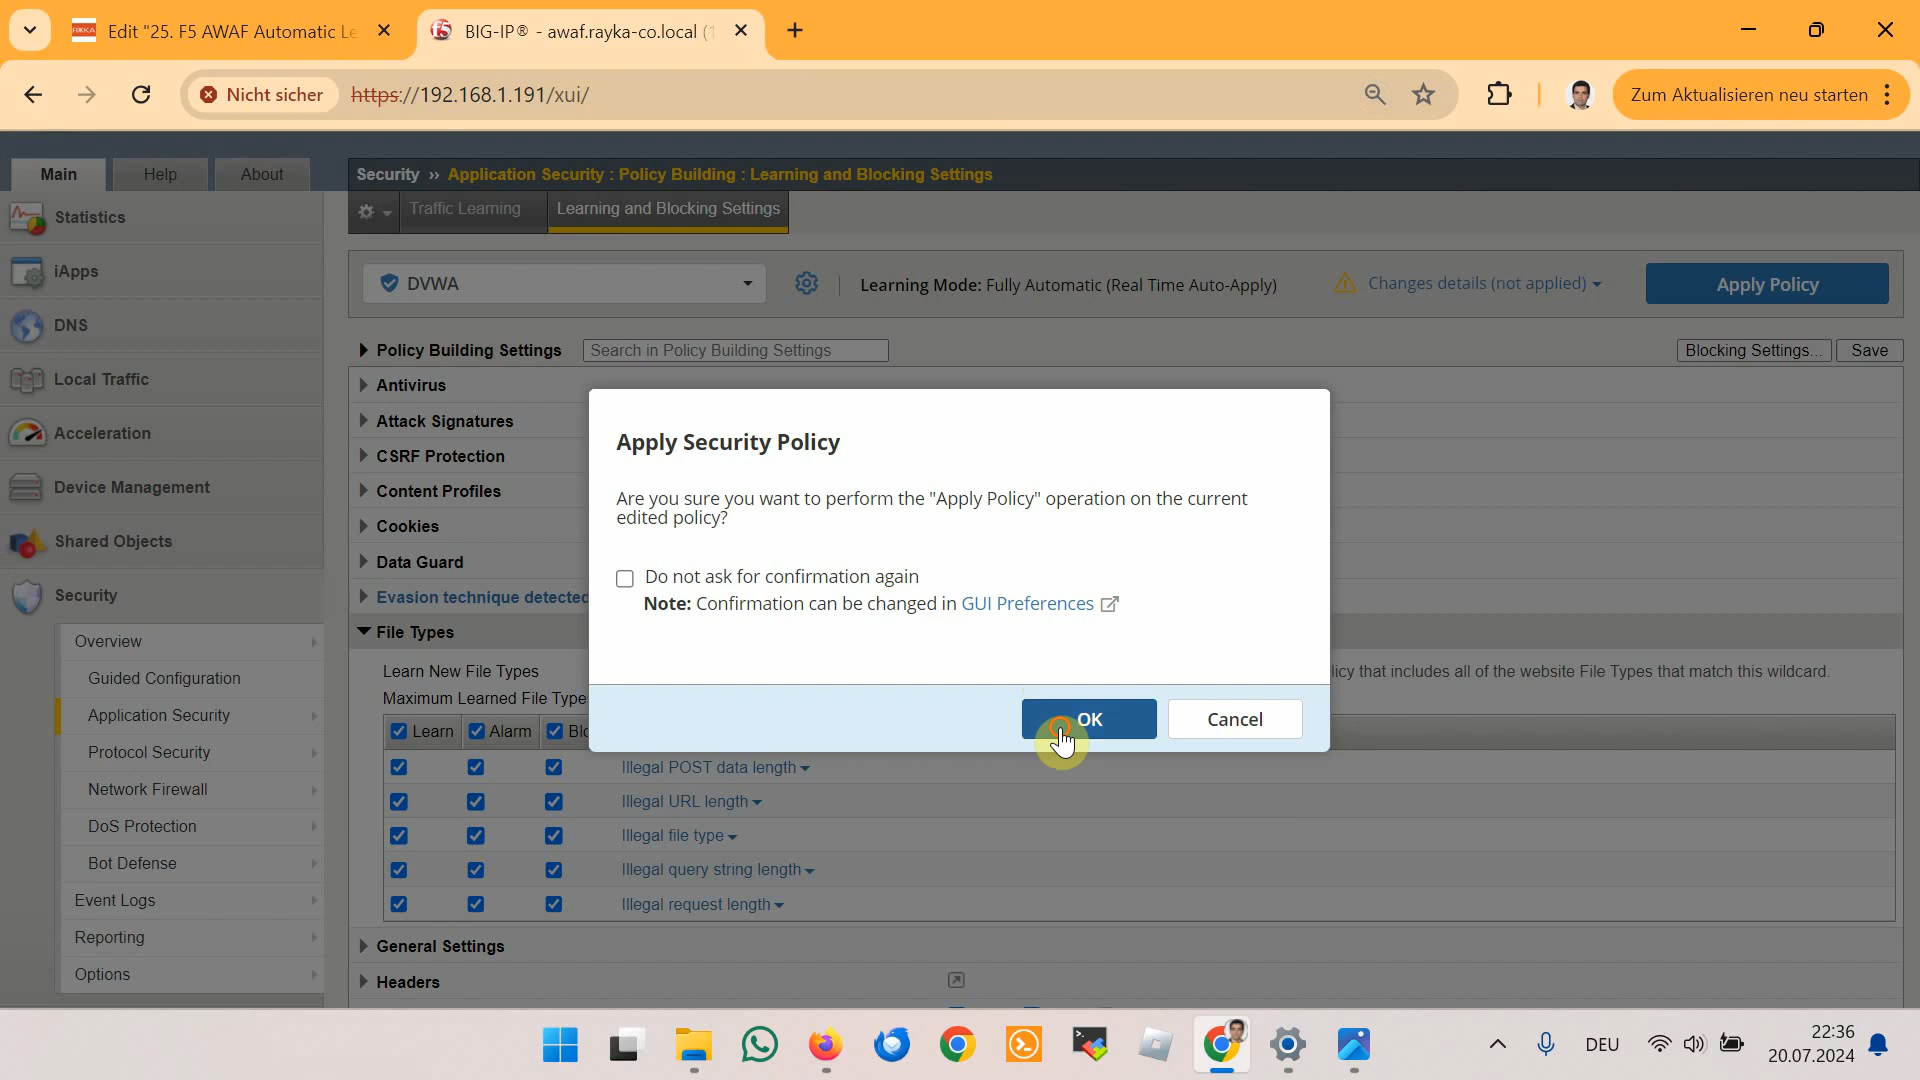 Edit "25. F5 AWAF Automatic Le
BIG-IP® - awaf.rayka-co.local (
Nicht sicher
https://192.168.1.191/xui/
Zum Aktualisieren neu starten
Main
Help
About
Security ›› Application Security : Policy Building : Learning and Blocking Settings
Statistics
iApps
DNS
Local Traffic
Acceleration
Device Management
Shared Objects
Security
Overview
Guided Configuration
Application Security
Protocol Security
Network Firewall
DoS Protection
Bot Defense
Event Logs
Reporting
Options
Traffic Learning
Learning and Blocking Settings
DVWA
Learning Mode: Fully Automatic (Real Time Auto-Apply)
Changes details (not applied)
Apply Policy
Policy Building Settings
Search in Policy Building Settings
Blocking Settings...
Save
Antivirus
Attack Signatures
CSRF Protection
Content Profiles
Cookies
Data Guard
Evasion technique detected
File Types
Learn New File Types
licy that includes all of the website File Types that match this wildcard.
Maximum Learned File Type
Learn
Alarm
Blo
Illegal POST data length
Illegal URL length
Illegal file type
Illegal query string length
Illegal request length
General Settings
Headers
Apply Security Policy
Are you sure you want to perform the "Apply Policy" operation on the current
edited policy?
Do not ask for confirmation again
Note: Confirmation can be changed in GUI Preferences
OK
Cancel
DEU
22:36
20.07.2024